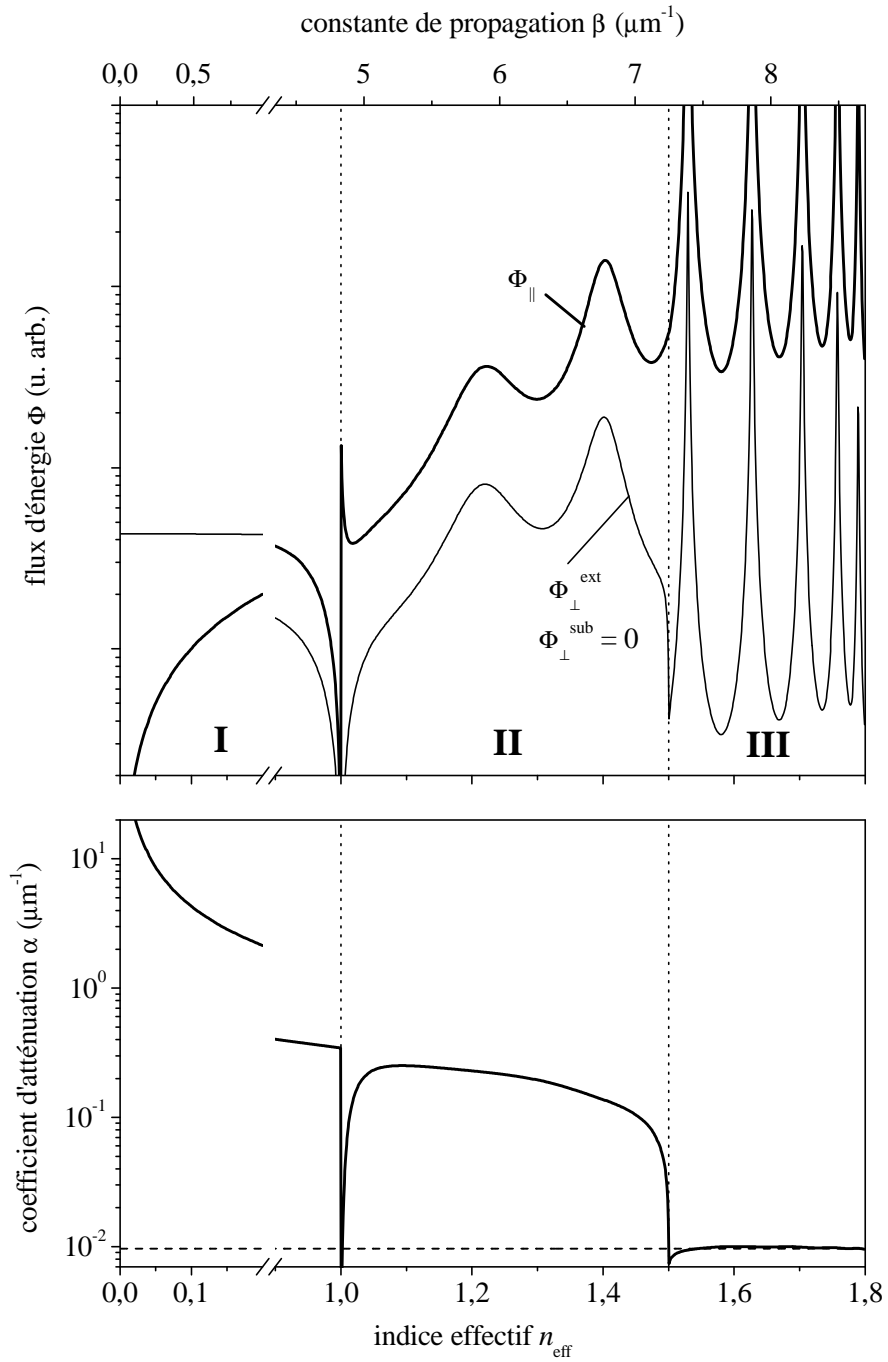 constante de propagation β (µm⁻¹)
0,0 0,5 5 6 7 8
flux d'énergie Φ (u. arb.)
Φ∥
Φ⊥ᵉˣᵗ
Φ⊥ˢᵘᵇ = 0
I II III
coefficient d'atténuation α (µm⁻¹)
10¹
10⁰
10⁻¹
10⁻²
0,0 0,1 1,0 1,2 1,4 1,6 1,8
indice effectif n_eff